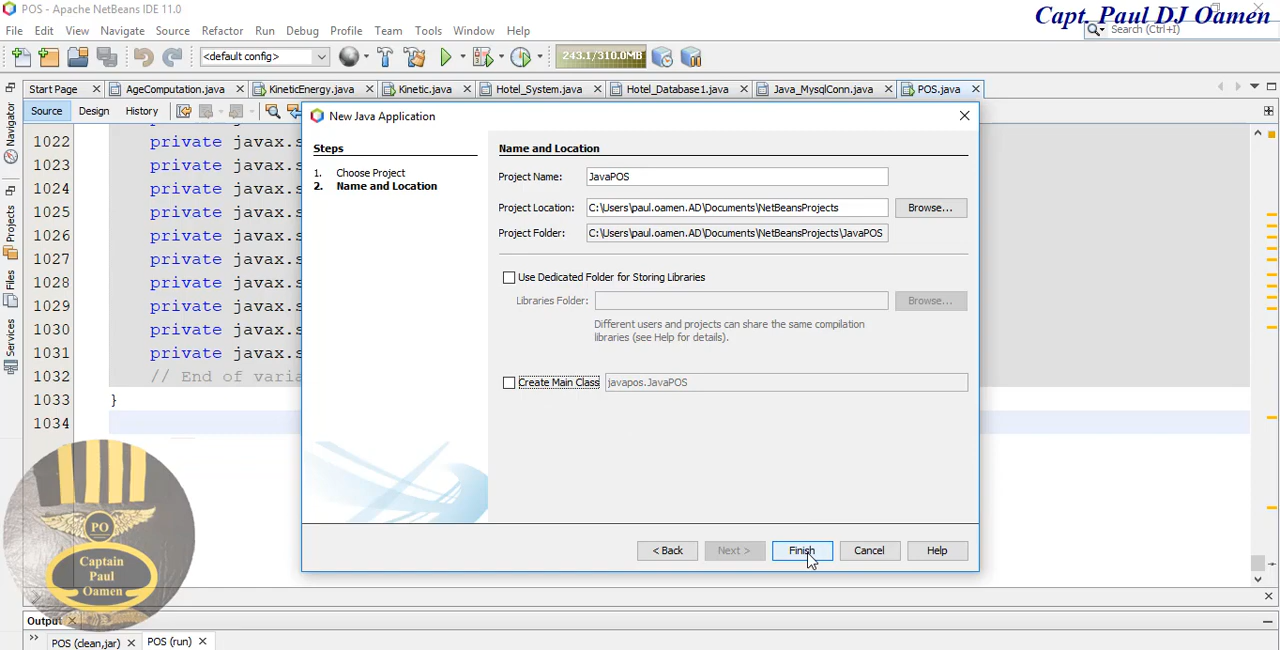 POS - Apache NetBeans IDE 11.0
Capt. Paul DJ Oamen
File Edit View Navigate Source Refactor Run Debug Profile Team Tools Window Help
Search (Ctrl+I)
<default config>
243.1/310.0MB
Start Page AgeComputation.java KineticEnergy.java Kinetic.java Hotel_System.java Hotel_Database1.java Java_MysqlConn.java POS.java
Source Design History
Navigator
Projects
Files
Services
1022 private javax.s
1023 private javax.s
1024 private javax.s
1025 private javax.s
1026 private javax.s
1027 private javax.s
1028 private javax.s
1029 private javax.s
1030 private javax.s
1031 private javax.s
1032 // End of varia
1033 }
1034
New Java Application
Steps
1. Choose Project
2. Name and Location
Name and Location
Project Name: JavaPOS
Project Location: C:\Users\paul.oamen.AD\Documents\NetBeansProjects Browse...
Project Folder: C:\Users\paul.oamen.AD\Documents\NetBeansProjects\JavaPOS
Use Dedicated Folder for Storing Libraries
Libraries Folder: Browse...
Different users and projects can share the same compilation
libraries (see Help for details).
Create Main Class javapos.JavaPOS
< Back Next > Finish Cancel Help
PO
Captain
Paul
Oamen
Output
POS (clean,jar) POS (run)